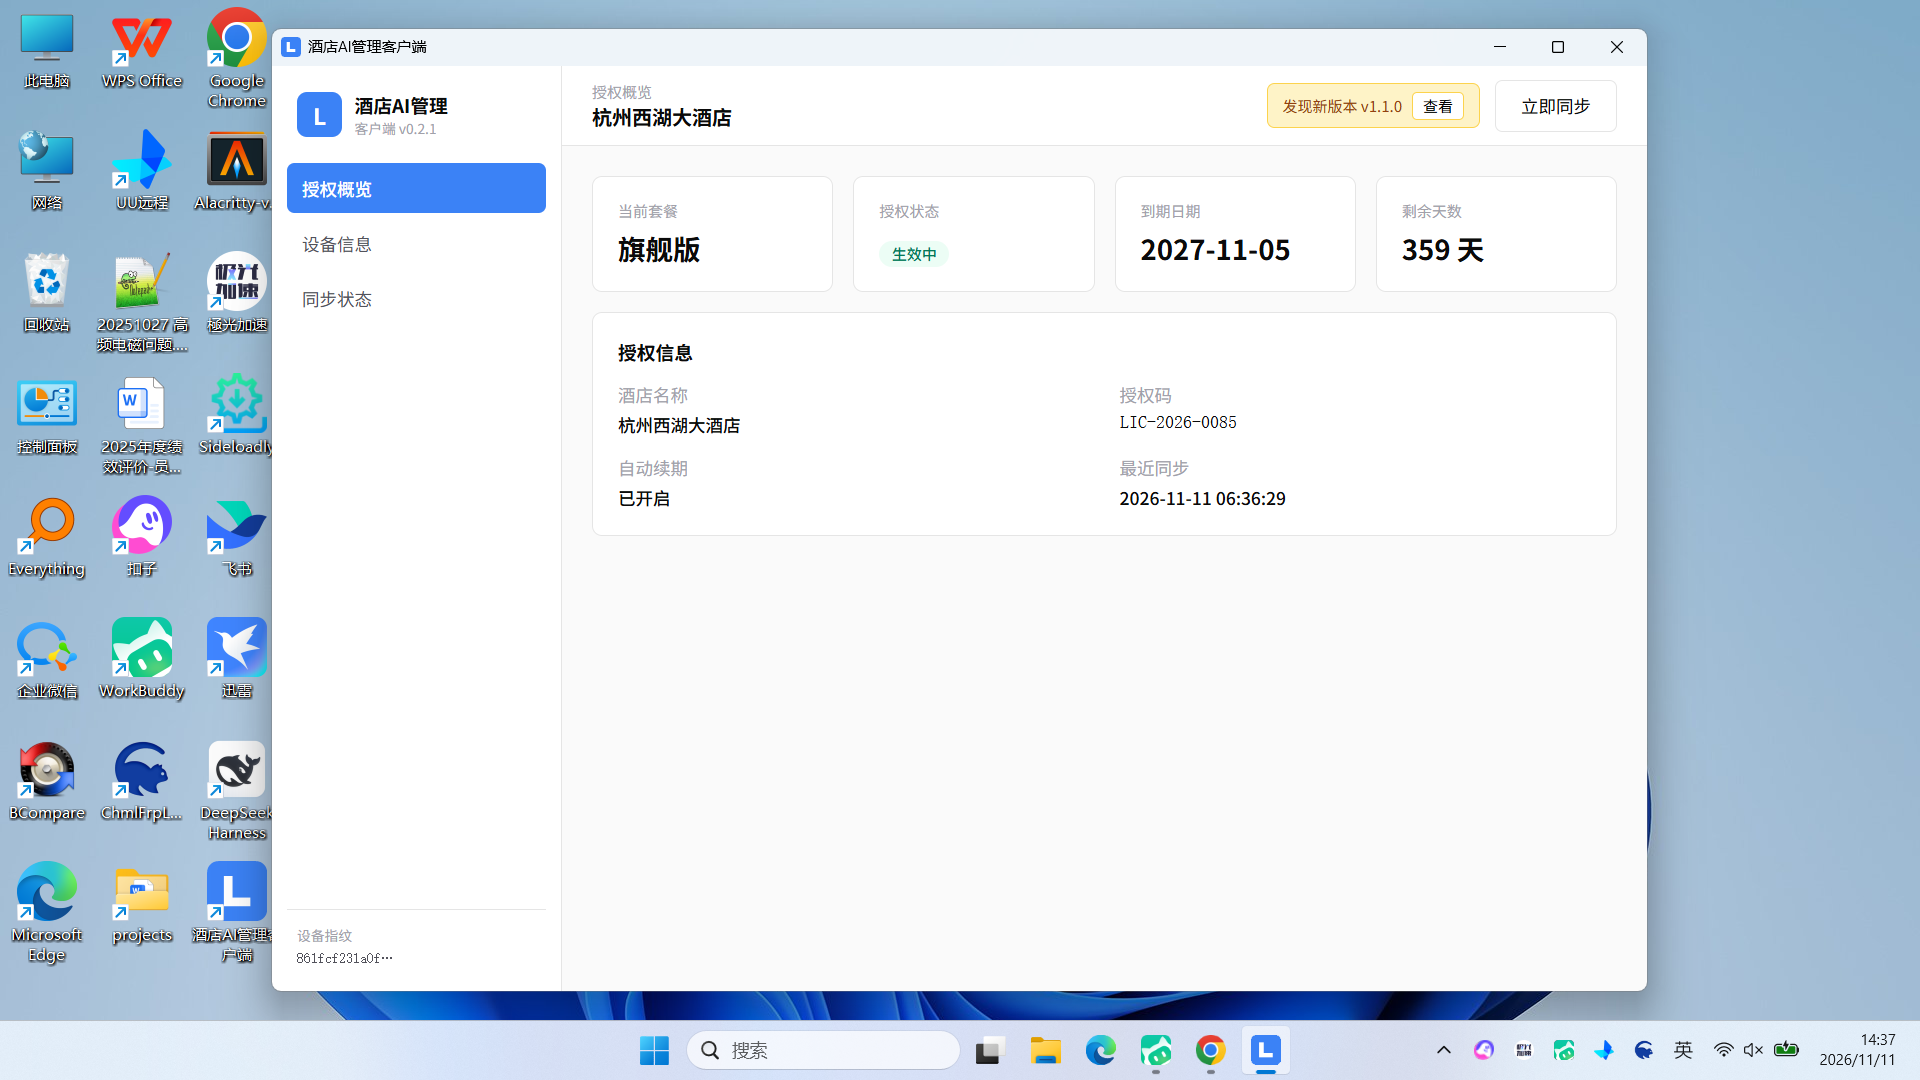 此电脑
WPS Office
Google
Chrome
网络
UU远程
Alacritty-v.
回收站
20251027 高
频电磁问题....
极光
加速
極光加速
控制面板
2025年度绩
效评价-员...
Sideloadly
Everything
扣子
飞书
企业微信
WorkBuddy
迅雷
BCompare
ChmlFrpL...
DeepSeek
Harness
Microsoft
Edge
projects
酒店AI管理客
户端
L 酒店AI管理客户端
L
酒店AI管理
客户端 v0.2.1
授权概览
设备信息
同步状态
设备指纹
861fcf231a0f…
授权概览
杭州西湖大酒店
发现新版本 v1.1.0
查看
立即同步
当前套餐
旗舰版
授权状态
生效中
到期日期
2027-11-05
剩余天数
359 天
授权信息
酒店名称
杭州西湖大酒店
授权码
LIC-2026-0085
自动续期
已开启
最近同步
2026-11-11 06:36:29
搜索
英
14:37
2026/11/11